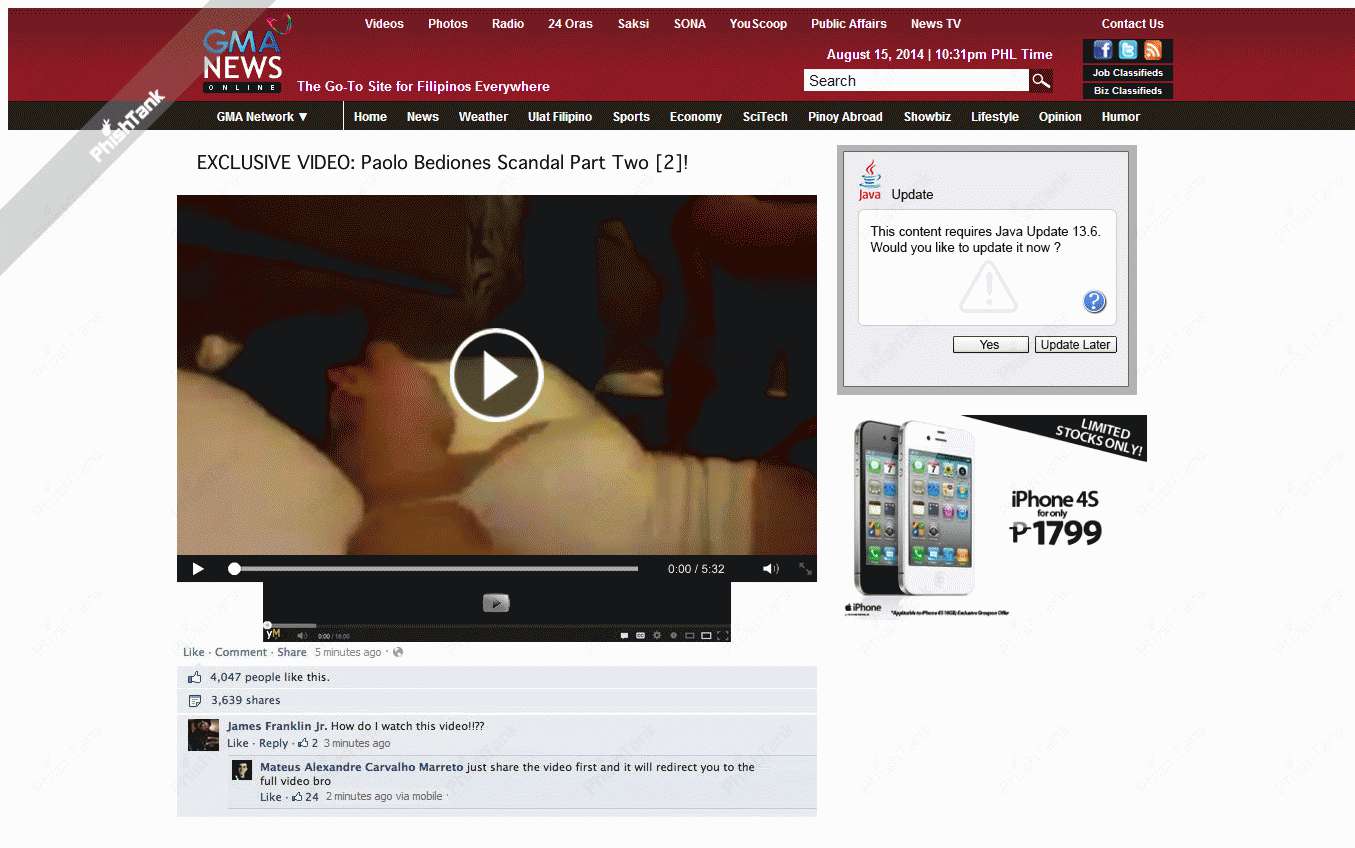 Videos Photos Radio 24 Oras Saksi SONA YouScoop Public Affairs News TV Contact Us
GMA
NEWS
ONLINE
The Go-To Site for Filipinos Everywhere
August 15, 2014 | 10:31pm PHL Time
Search
Job Classifieds
Biz Classifieds
PhishTank
GMA Network ▼ Home News Weather Ulat Filipino Sports Economy SciTech Pinoy Abroad Showbiz Lifestyle Opinion Humor
EXCLUSIVE VIDEO: Paolo Bediones Scandal Part Two [2]!
0:00 / 5:32
yM 0:00 / 16:00
Like · Comment · Share 5 minutes ago ·
4,047 people like this.
3,639 shares
James Franklin Jr. How do I watch this video!!??
Like · Reply · 2 3 minutes ago
Mateus Alexandre Carvalho Marreto just share the video first and it will redirect you to the
full video bro
Like · 24 2 minutes ago via mobile ·
Java Update
This content requires Java Update 13.6.
Would you like to update it now ?
Yes Update Later
LIMITED
STOCKS ONLY!
iPhone 4S
for only
₱1799
iPhone
*Applicable to iPhone 4S 16GB; Exclusive Groupon Offer